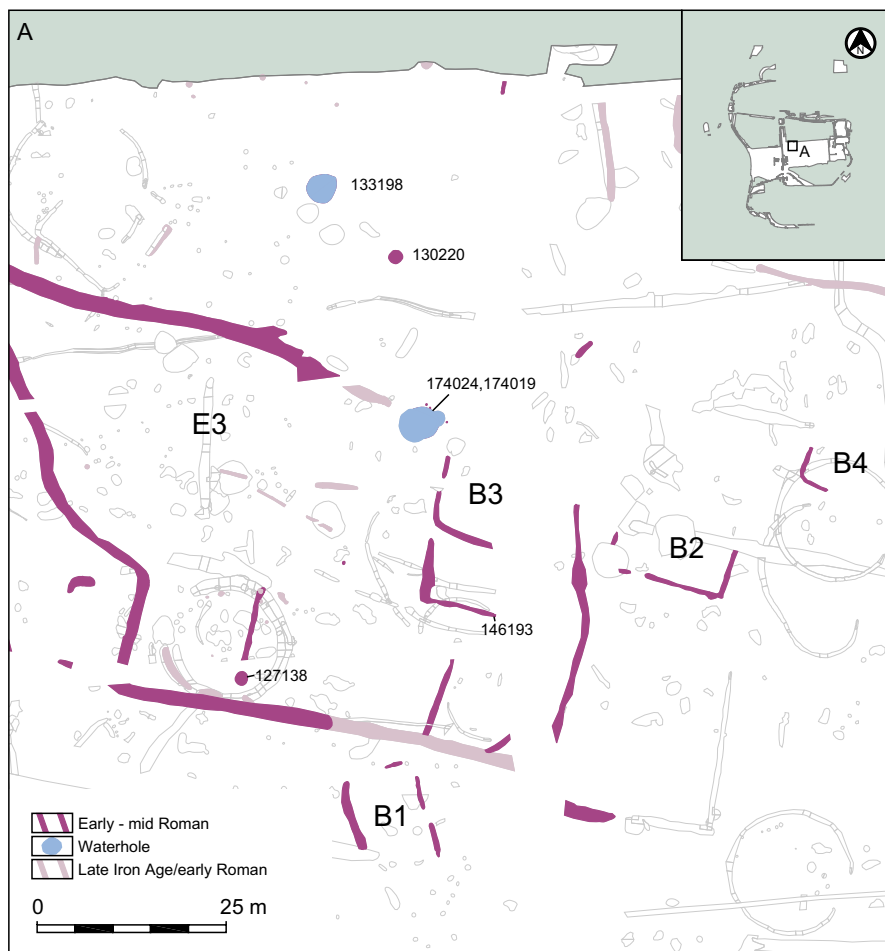 A
N
A
133198
130220
174024,174019
E3
B3
B4
B2
146193
127138
B1
Early - mid Roman
Waterhole
Late Iron Age/early Roman
0 25 m